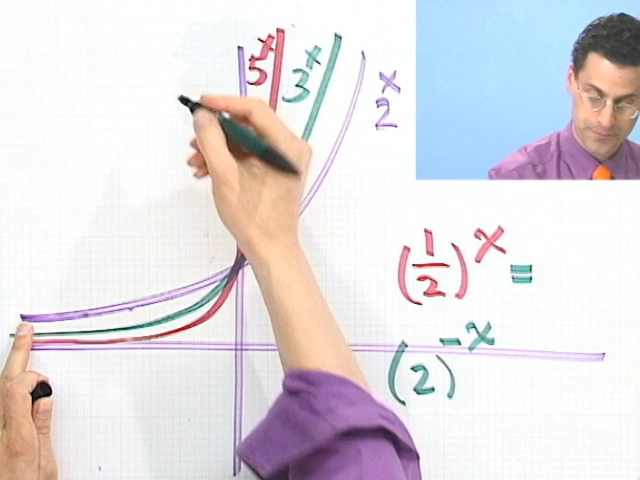 5^x 3^x 2^x
(1/2)^x =
(2)^-x